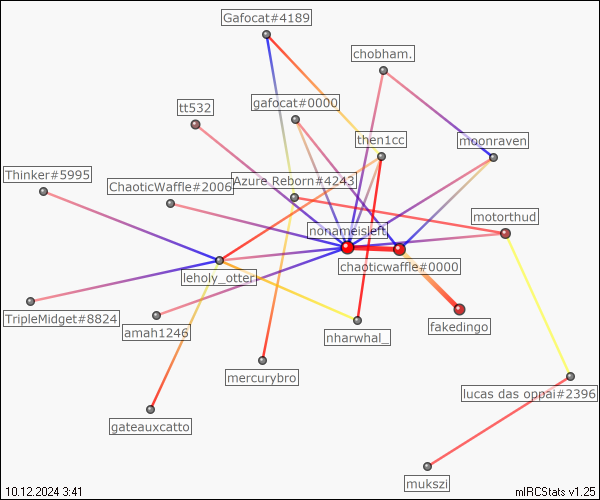 Gafocat#4189
chobham.
gafocat#0000
tt532
then1cc
moonraven
Thinker#5995
ChaoticWaffle#2006
Azure Reborn#4243
motorthud
nonameisleft
chaoticwaffle#0000
leholy_otter
TripleMidget#8824
amah1246
fakedingo
nharwhal_
mercurybro
lucas das oppai#2396
gateauxcatto
mukszi
10.12.2024 3:41
mIRCStats v1.25